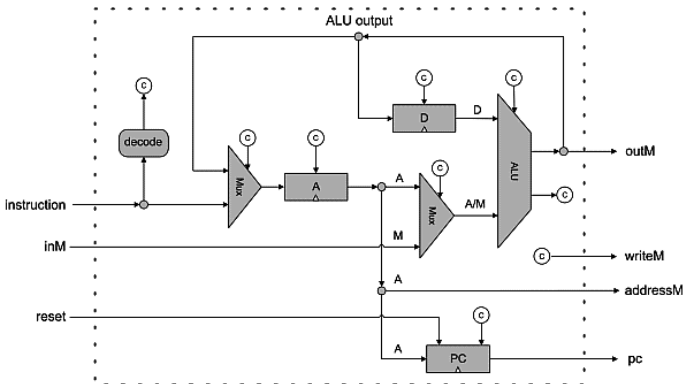 ALU output
C
C
C
D
D
decode
C
C
C
ALU
outM
Mux
A
A
Mux
A/M
C
instruction
M
inM
C
writeM
A
addressM
reset
C
A
PC
pc